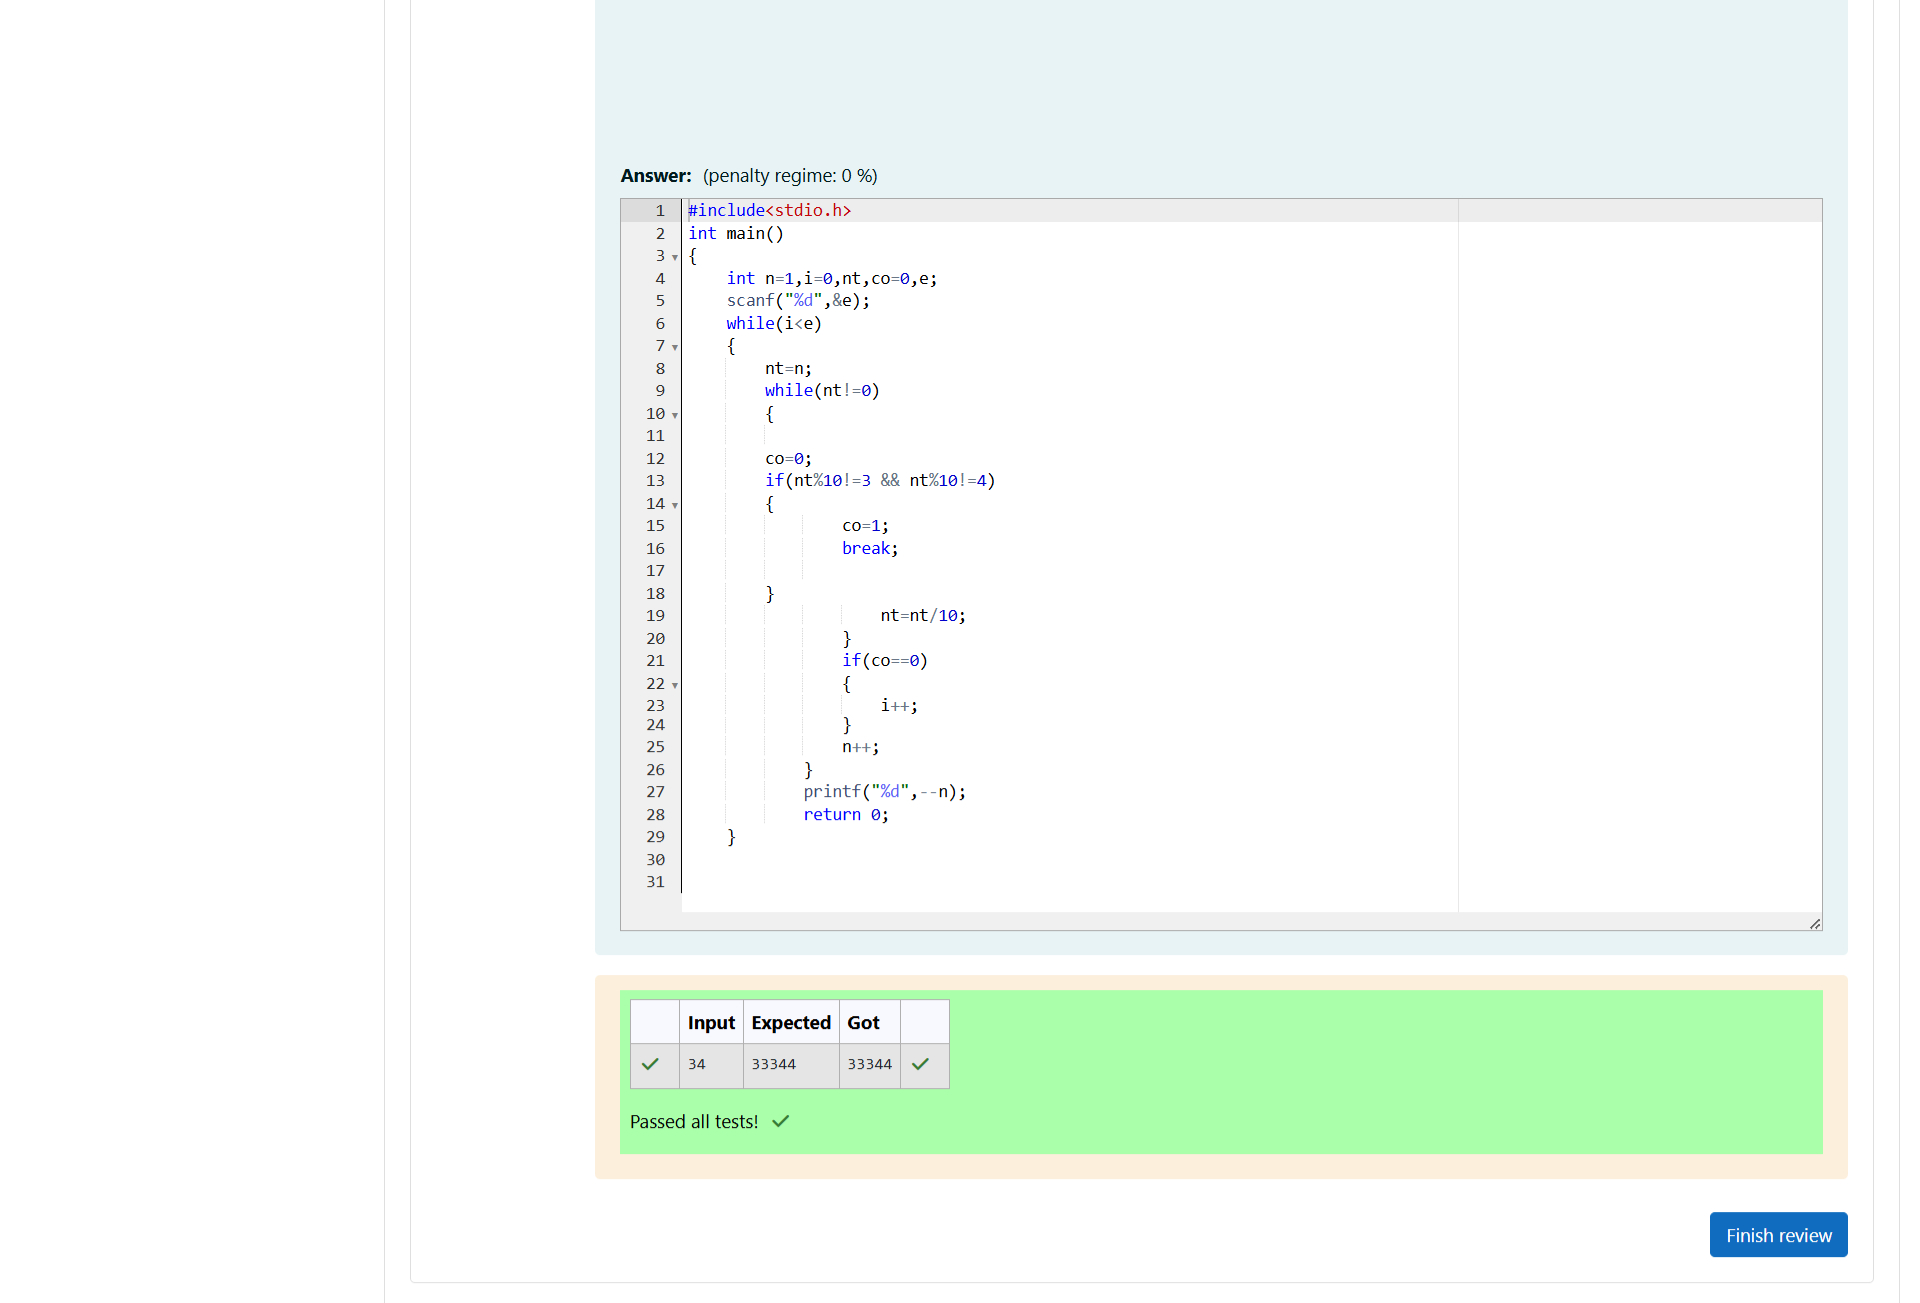 Answer: (penalty regime: 0 %)
1 #include<stdio.h>
2 int main()
3 {
4     int n=1,i=0,nt,co=0,e;
5     scanf("%d",&e);
6     while(i<e)
7     {
8         nt=n;
9         while(nt!=0)
10         {
11
12         co=0;
13         if(nt%10!=3 && nt%10!=4)
14         {
15                 co=1;
16                 break;
17
18         }
19                     nt=nt/10;
20                 }
21                 if(co==0)
22                 {
23                     i++;
24                 }
25                 n++;
26             }
27             printf("%d",--n);
28             return 0;
29     }
30
31
Input Expected Got
34 33344 33344
Passed all tests!
Finish review